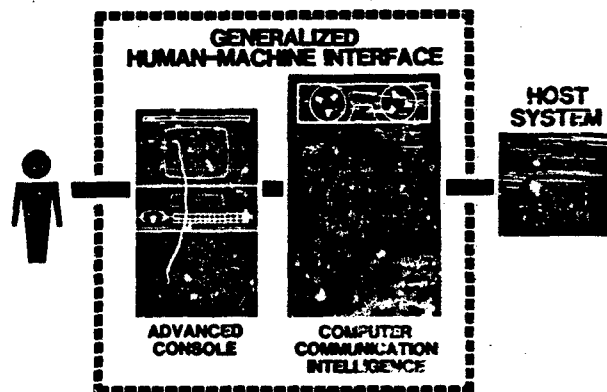 GENERALIZED
HUMAN-MACHINE INTERFACE
HOST
SYSTEM
ADVANCED
CONSOLE
COMPUTER
COMMUNICATION
INTELLIGENCE